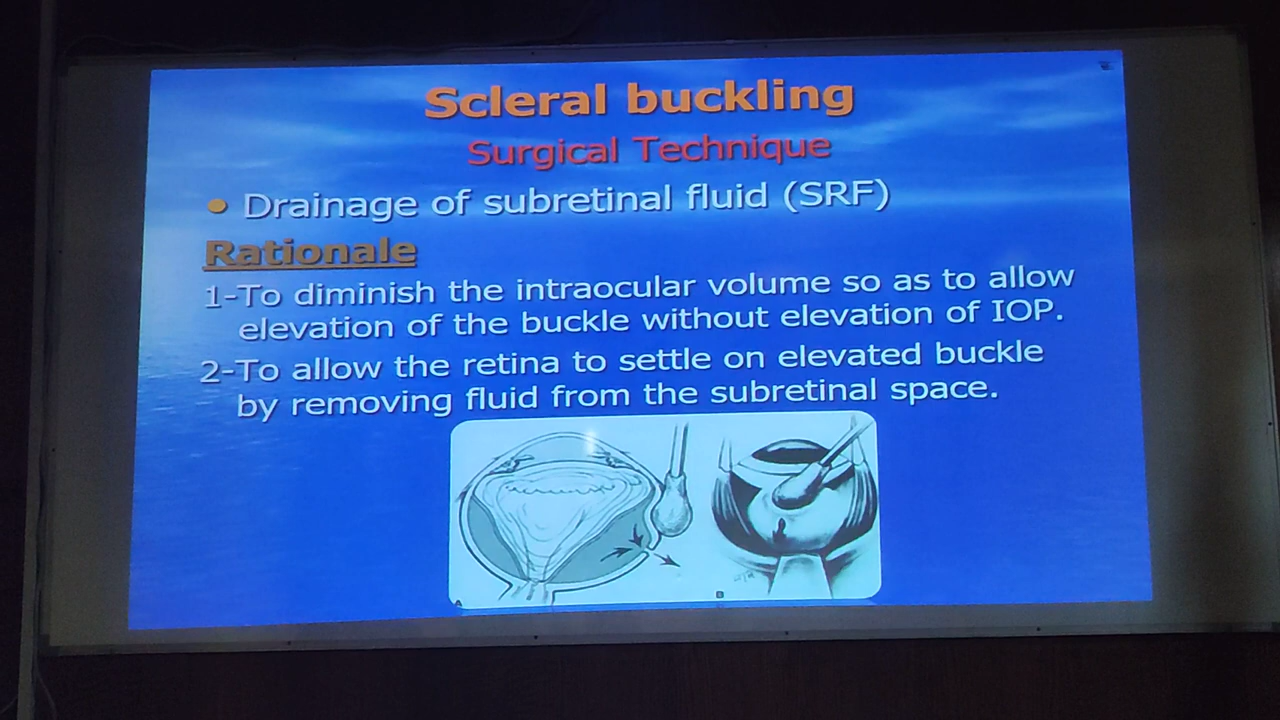 Scleral buckling
Surgical Technique
• Drainage of subretinal fluid (SRF)
Rationale
1-To diminish the intraocular volume so as to allow
elevation of the buckle without elevation of IOP.
2-To allow the retina to settle on elevated buckle
by removing fluid from the subretinal space.
A B